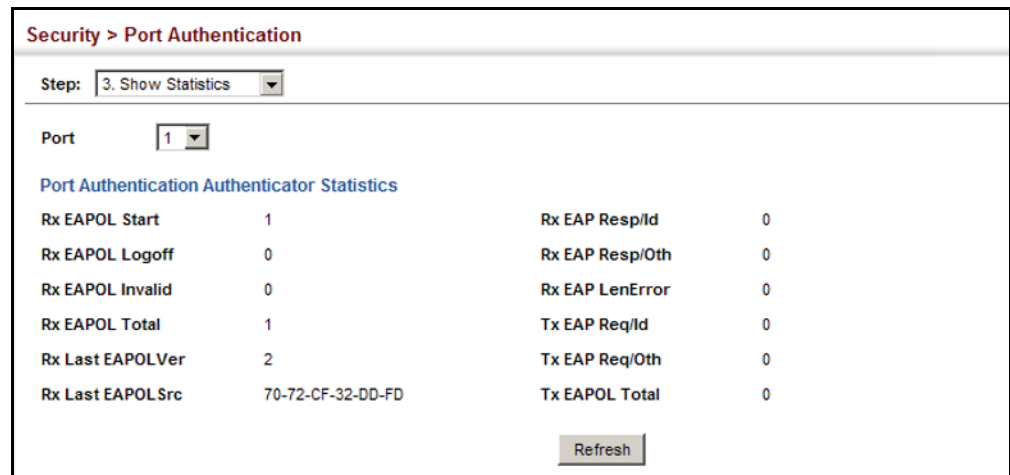 Security > Port Authentication
Step: 3. Show Statistics
Port 1
Port Authentication Authenticator Statistics
Rx EAPOL Start 1 Rx EAP Resp/Id 0
Rx EAPOL Logoff 0 Rx EAP Resp/Oth 0
Rx EAPOL Invalid 0 Rx EAP LenError 0
Rx EAPOL Total 1 Tx EAP Req/Id 0
Rx Last EAPOLVer 2 Tx EAP Req/Oth 0
Rx Last EAPOLSrc 70-72-CF-32-DD-FD Tx EAPOL Total 0
Refresh